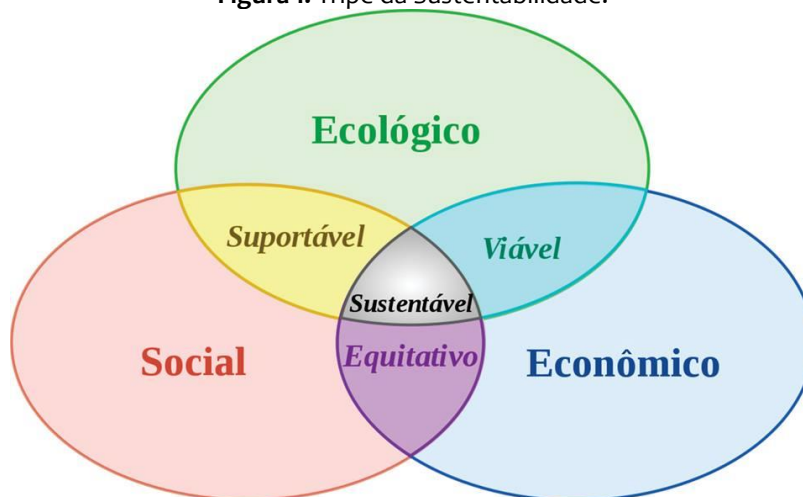 Figura 1. Tripé da Sustentabilidade.
Ecológico
Suportável
Viável
Sustentável
Social
Equitativo
Econômico